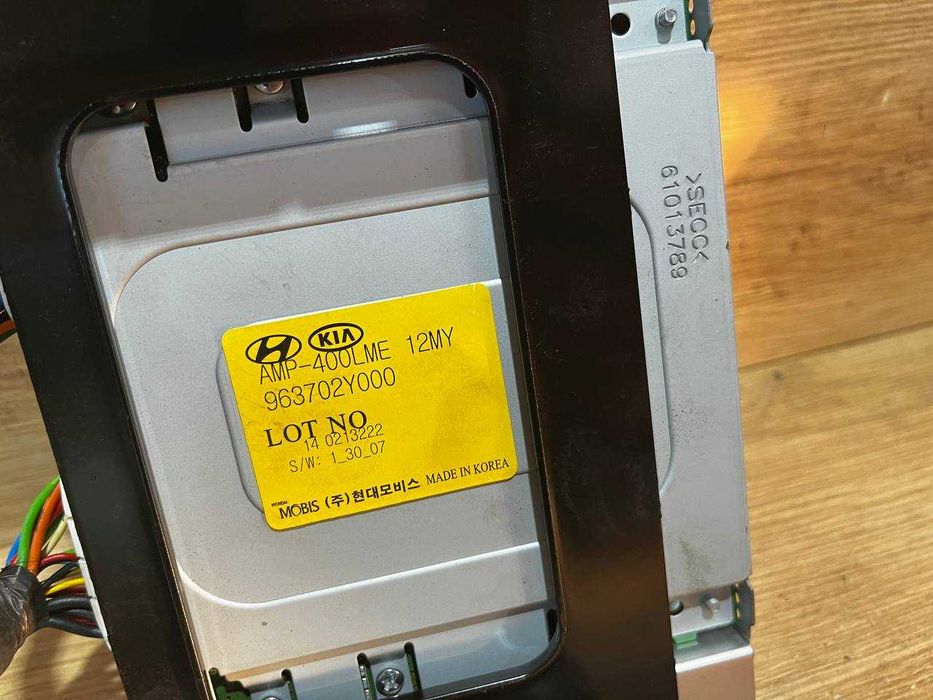 KIA
AMP-400LME 12MY
963702Y000
LOT NO
14 0213222
S/W: 1_30_07
HYUNDAI
MOBIS (주)현대모비스 MADE IN KOREA
>SECC<
61013789